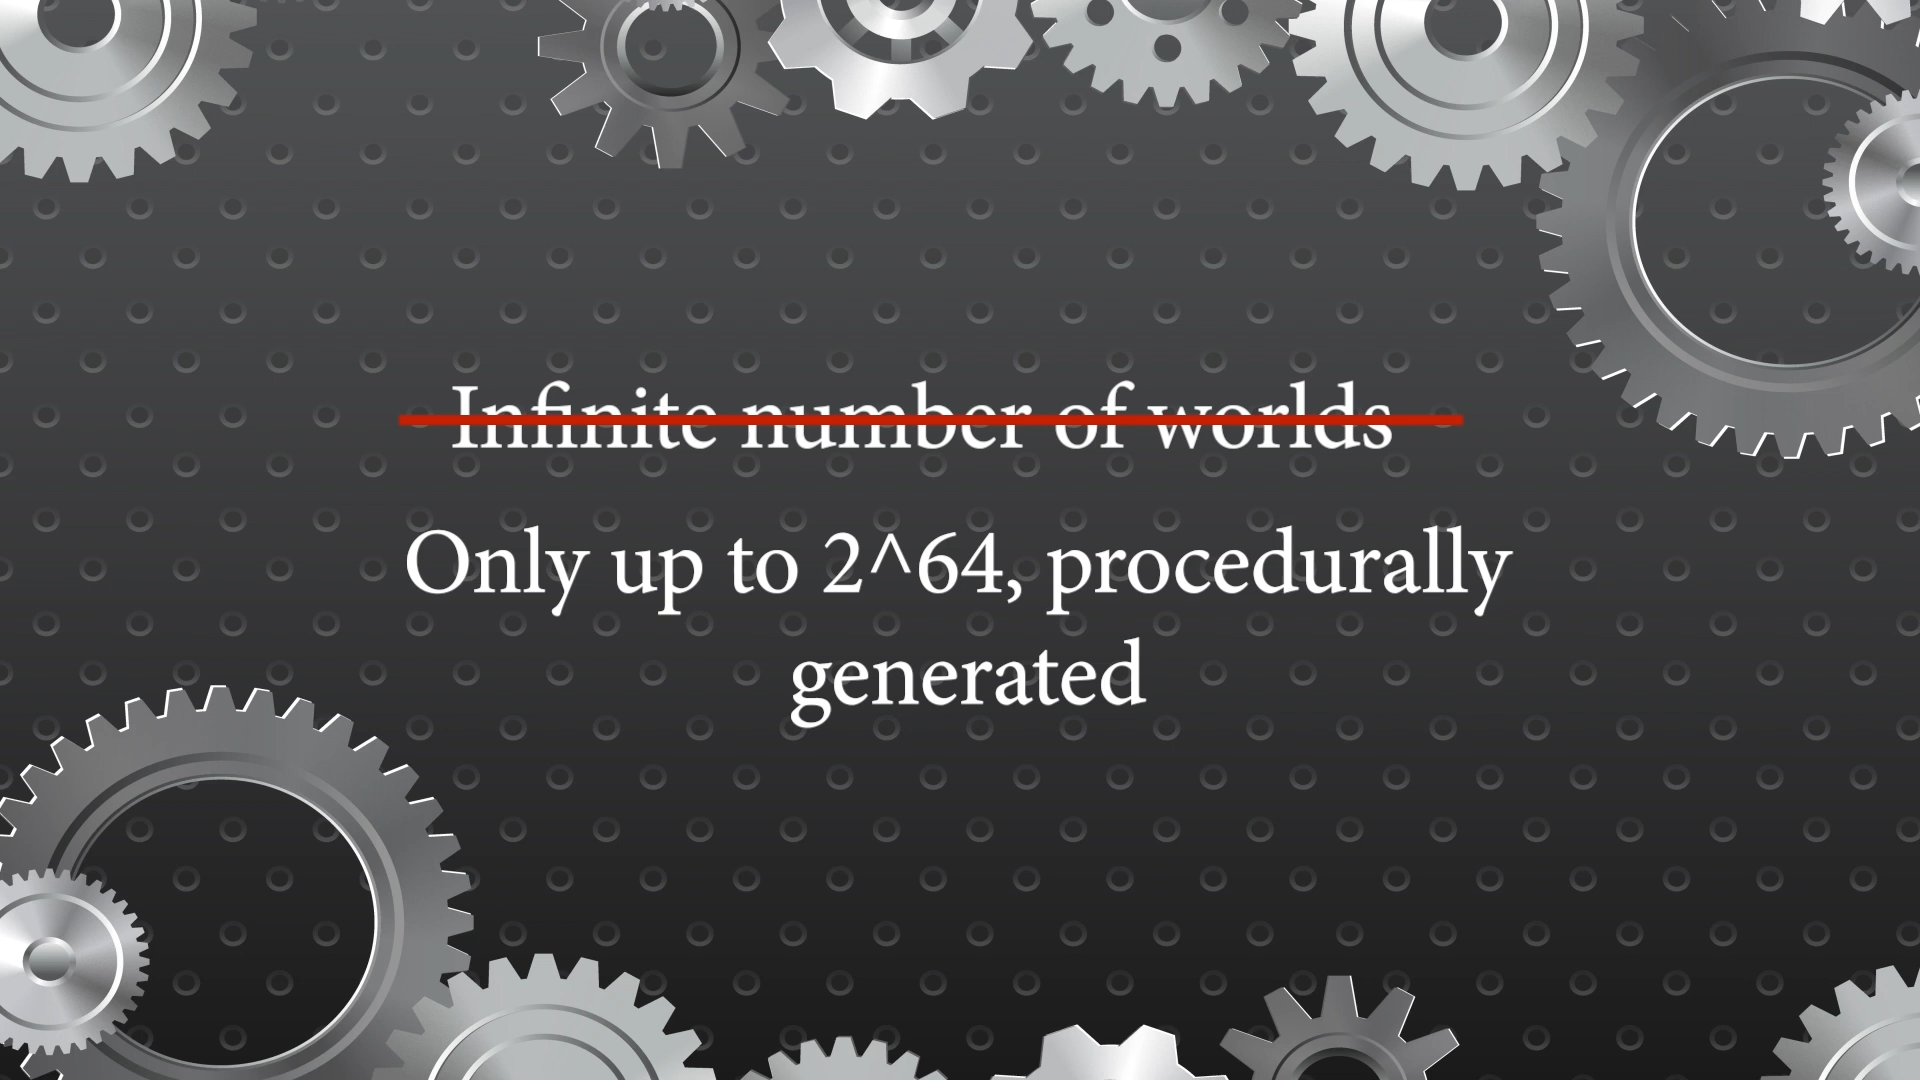 Infinite number of worlds
Only up to 2^64, procedurally
generated